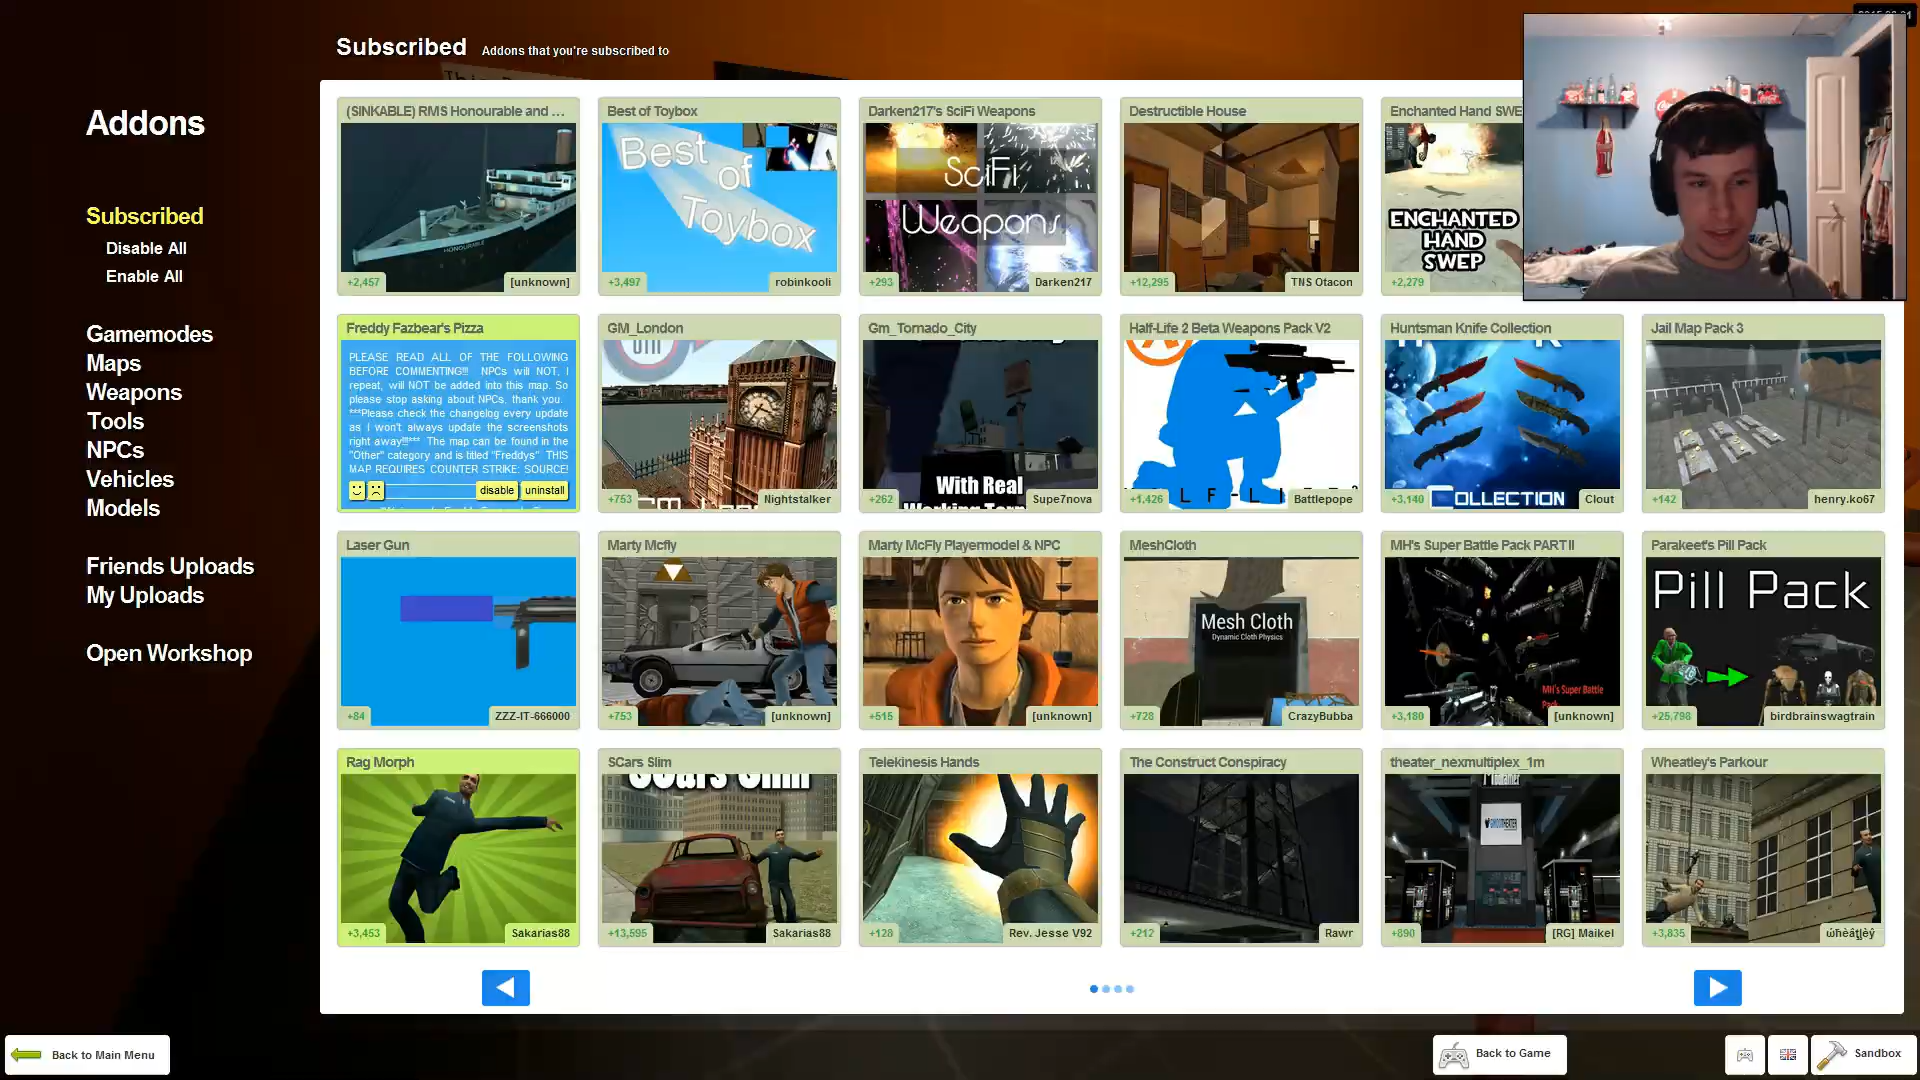 Subscribed Addons that you're subscribed to
Addons
Subscribed
Disable All
Enable All
Gamemodes
Maps
Weapons
Tools
NPCs
Vehicles
Models
Friends Uploads
My Uploads
Open Workshop
(SINKABLE) RMS Honourable and ...
HONOURABLE
+2,457 [unknown]
Best of Toybox
Best
of
Toybox
+3,497 robinkooli
Darken217's SciFi Weapons
SciFi
Weapons
+293 Darken217
Destructible House
+12,295 TNS Otacon
Enchanted Hand SWE
ENCHANTED
HAND
SWEP
+2,279
Freddy Fazbear's Pizza
PLEASE READ ALL OF THE FOLLOWING
BEFORE COMMENTING!!! NPCs will NOT, I
repeat, will NOT be added into this map. So
please stop asking about NPCs, thank you.
***Please check the changelog every update
as I won't always update the screenshots
right away!!!*** The map can be found in the
"Other" category and is titled "Freddys". THIS
MAP REQUIRES COUNTER STRIKE: SOURCE!
disable uninstall
GM_London
+753 Nightstalker
Gm_Tornado_City
With Real
+262 Supe7nova
Half-Life 2 Beta Weapons Pack V2
+1,426 Battlepope
Huntsman Knife Collection
COLLECTION
+3,140 Clout
Jail Map Pack 3
+142 henry.ko67
Laser Gun
+84 ZZZ-IT-666000
Marty Mcfly
+753 [unknown]
Marty McFly Playermodel & NPC
+515 [unknown]
MeshCloth
Mesh Cloth
Dynamic Cloth Physics
+728 CrazyBubba
MH's Super Battle Pack PART II
MH's Super Battle
Pack
+3,180 [unknown]
Parakeet's Pill Pack
Pill Pack
+25,798 birdbrainswagtrain
Rag Morph
+3,453 Sakarias88
SCars Slim
SCars Slim
+13,595 Sakarias88
Telekinesis Hands
+128 Rev. Jesse V92
The Construct Conspiracy
+212 Rawr
theater_nexmultiplex_1m
+890 [RG] Maikel
Wheatley's Parkour
+3,835
Back to Main Menu
Back to Game
Sandbox